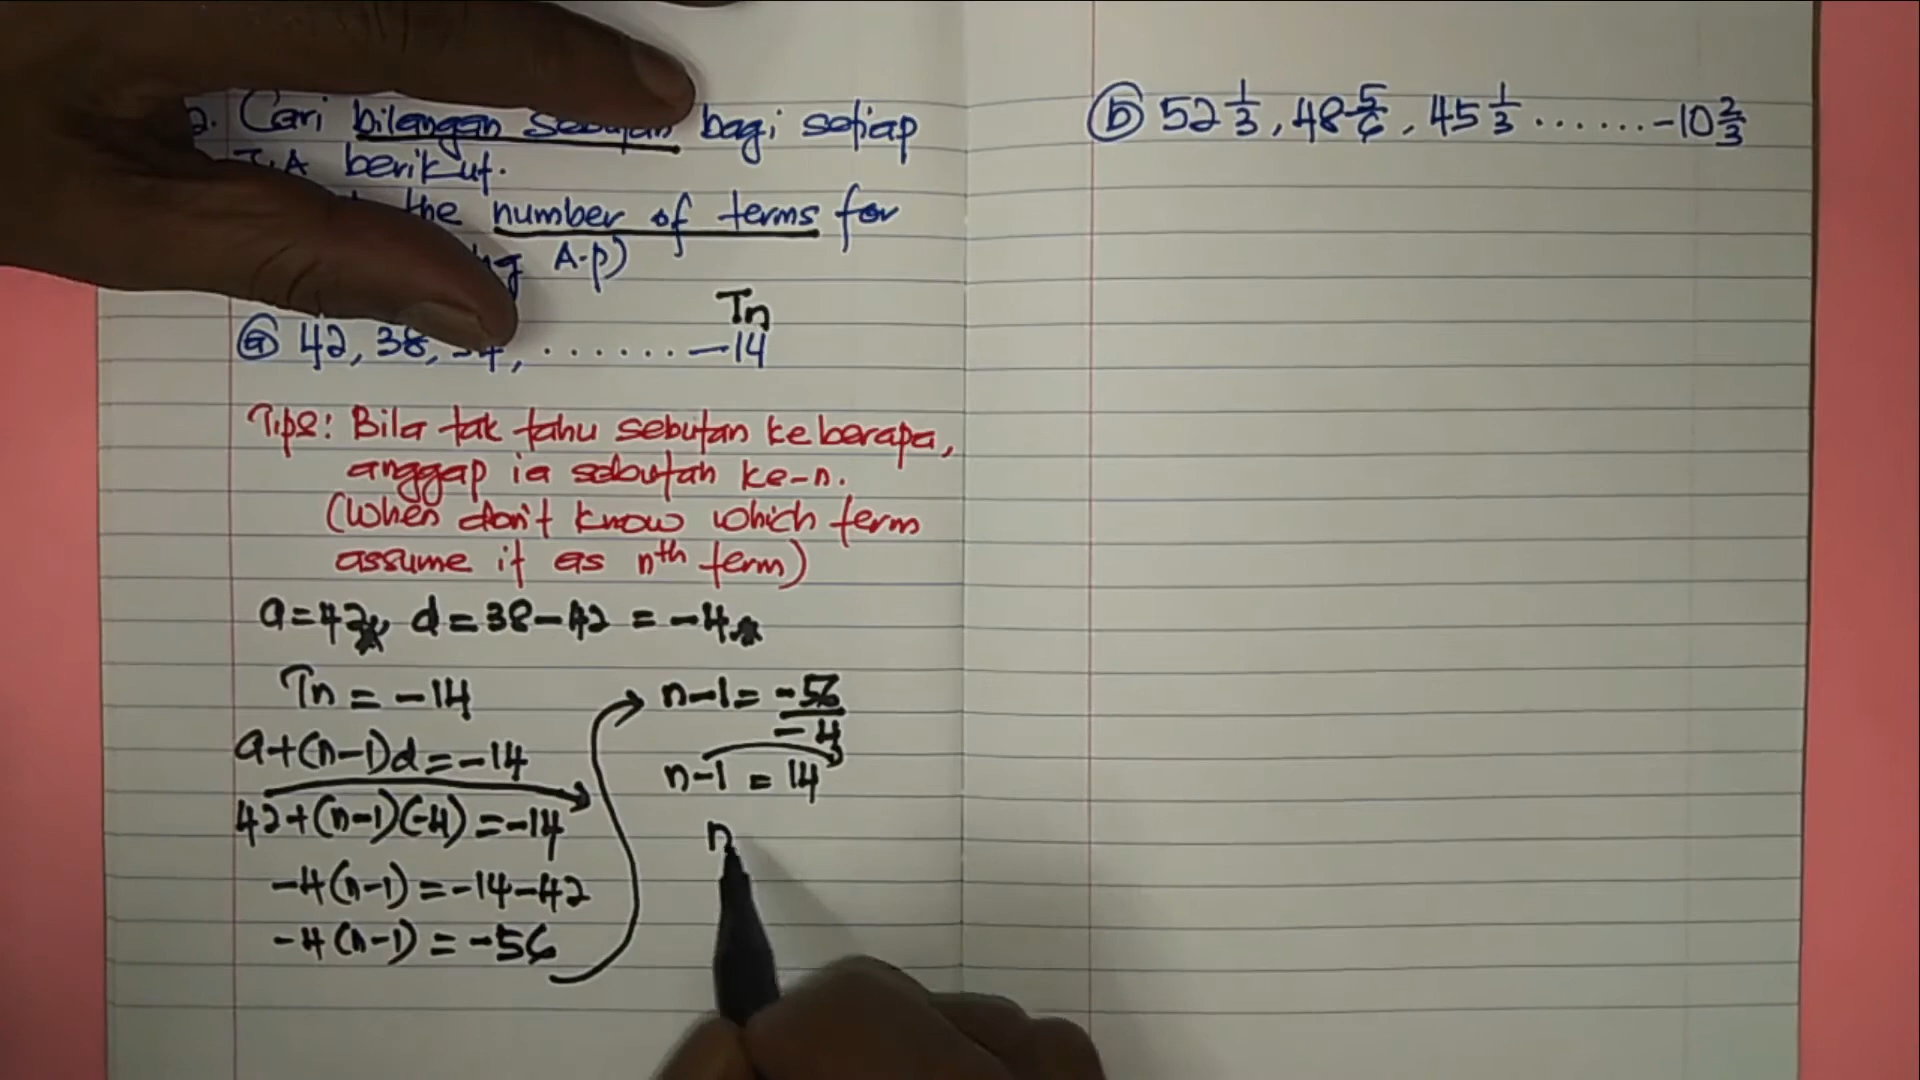 2. Cari bilangan sebutan bagi setiap
T.A berikut.
the number of terms for
A.p)
Tn
ⓐ 42, 38, 34, ....... -14
Tips: Bila tak tahu sebutan keberapa,
anggap ia sebutan ke-n.
(When don't know which term
assume it as nth term)
a=42, d=38-42 = -4
Tn = -14
a+(n-1)d=-14
42+(n-1)(-4)=-14
-4(n-1)=-14-42
-4(n-1)=-56
n-1=-56
-4
n-1=14
n
ⓑ 52 1/3, 48 5/6, 45 1/3 ....... -10 2/3